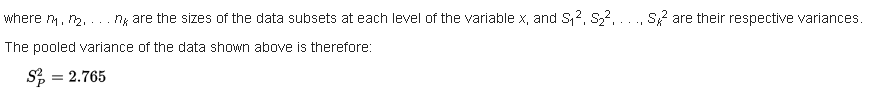 where n₁, n₂, . . . nₖ are the sizes of the data subsets at each level of the variable x, and S₁², S₂², . . ., Sₖ² are their respective variances.
The pooled variance of the data shown above is therefore:
S²_P = 2.765